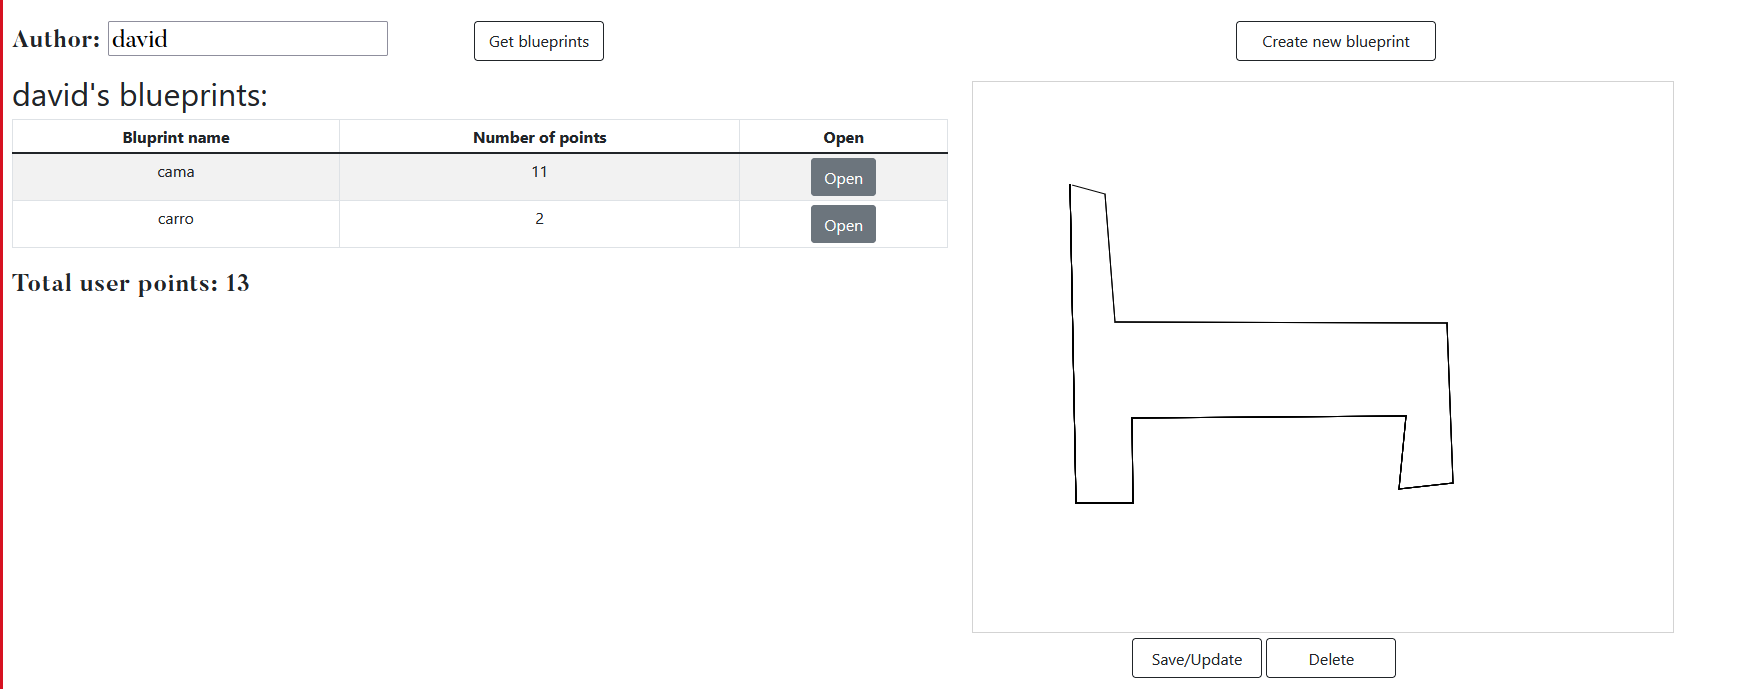 Author: david Get blueprints Create new blueprint
david's blueprints:
Bluprint name Number of points Open
cama 11 Open
carro 2 Open
Total user points: 13
Save/Update Delete